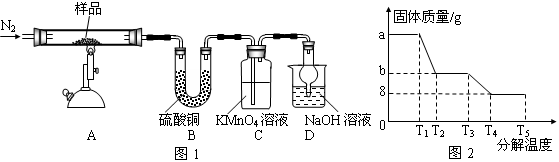 N₂
样品
硫酸铜
KMnO₄溶液
NaOH溶液
A
B
C
D
图 1
固体质量/g
a
b
8
0
T₁ T₂ T₃ T₄ T₅
分解温度
图 2